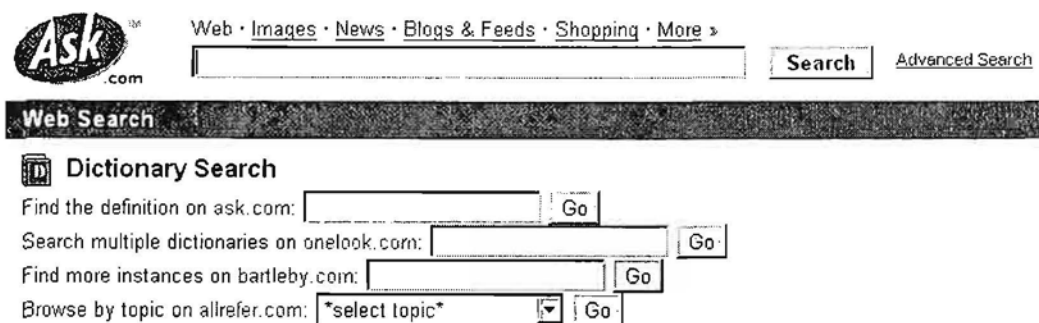 Ask.com™
Web · Images · News · Blogs & Feeds · Shopping · More »
Search
Advanced Search
Web Search
D Dictionary Search
Find the definition on ask.com: Go
Search multiple dictionaries on onelook.com: Go
Find more instances on bartleby.com: Go
Browse by topic on allrefer.com: *select topic* Go